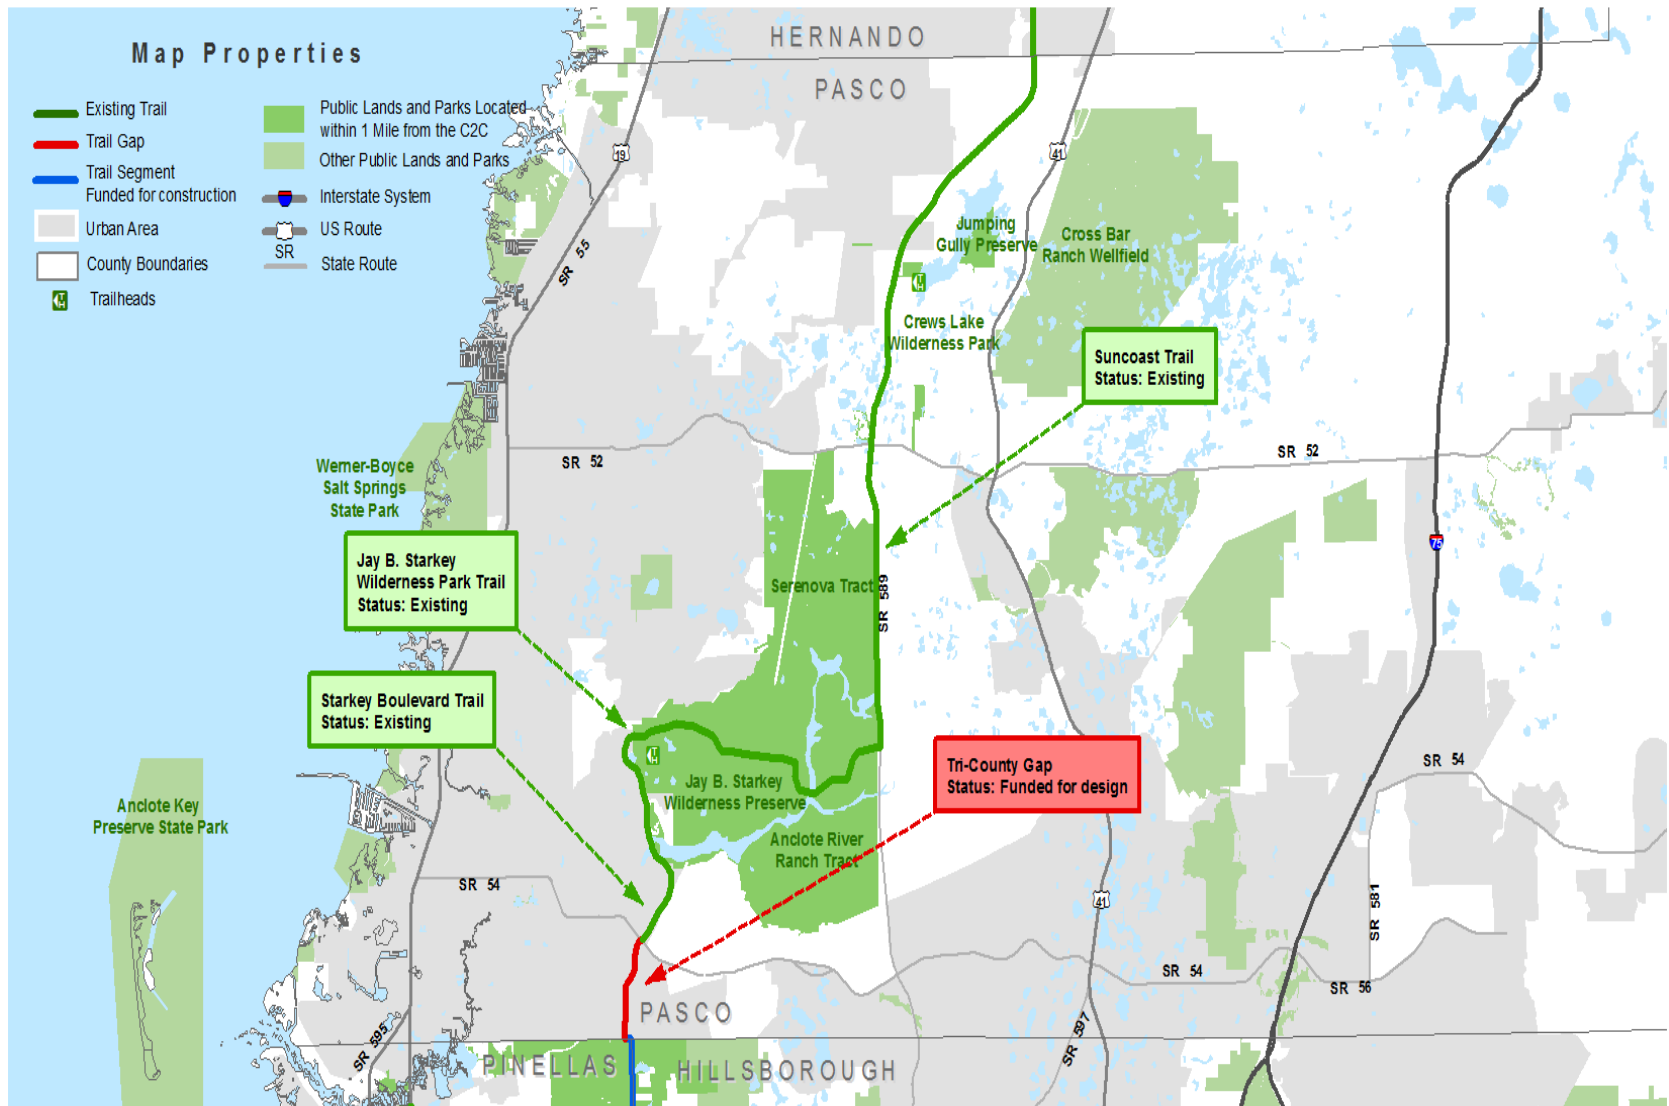 Map Properties
Existing Trail
Trail Gap
Trail Segment
Funded for construction
Urban Area
County Boundaries
TH
Trailheads
Public Lands and Parks Located
within 1 Mile from the C2C
Other Public Lands and Parks
Interstate System
US Route
SR
State Route
HERNANDO
PASCO
19
41
SR 55
Jumping
Gully Preserve
Cross Bar
Ranch Wellfield
TH
Crews Lake
Wilderness Park
Suncoast Trail
Status: Existing
SR 52
SR 52
Werner-Boyce
Salt Springs
State Park
Jay B. Starkey
Wilderness Park Trail
Status: Existing
75
Serenova Tract
SR 589
Starkey Boulevard Trail
Status: Existing
TH
Jay B. Starkey
Wilderness Preserve
Tri-County Gap
Status: Funded for design
SR 54
Anclote Key
Preserve State Park
Anclote River
Ranch Tract
SR 54
41
SR 581
SR 54
SR 56
PASCO
SR 595
SR 597
PINELLAS
HILLSBOROUGH